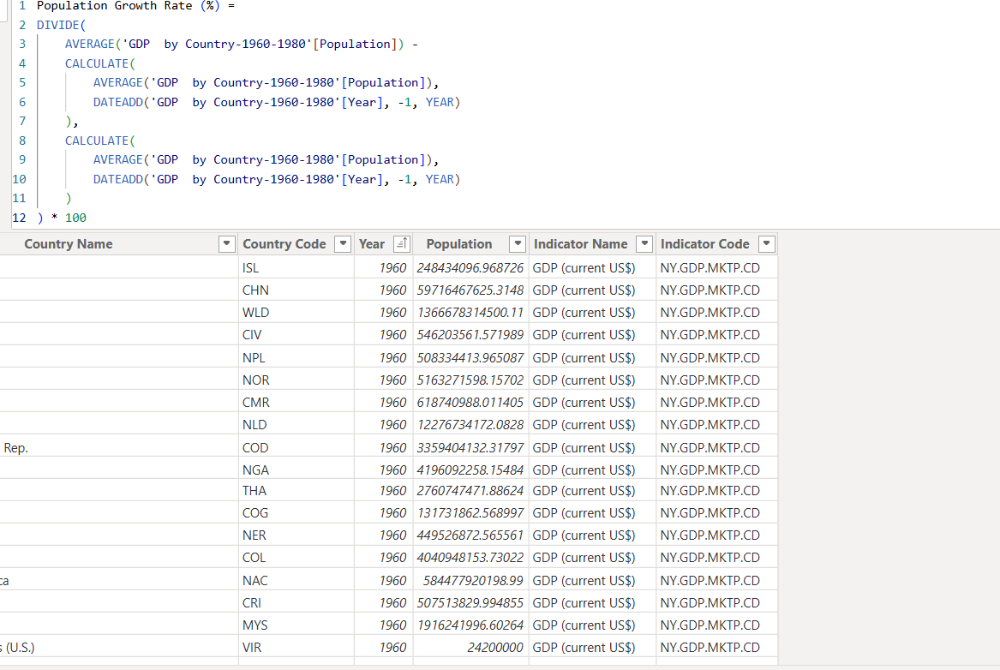 1 Population Growth Rate (%) =
2 DIVIDE(
3 AVERAGE('GDP  by Country-1960-1980'[Population]) -
4 CALCULATE(
5 AVERAGE('GDP  by Country-1960-1980'[Population]),
6 DATEADD('GDP  by Country-1960-1980'[Year], -1, YEAR)
7 ),
8 CALCULATE(
9 AVERAGE('GDP  by Country-1960-1980'[Population]),
10 DATEADD('GDP  by Country-1960-1980'[Year], -1, YEAR)
11 )
12 ) * 100
Country Name Country Code Year Population Indicator Name Indicator Code
ISL 1960 248434096.968726 GDP (current US$) NY.GDP.MKTP.CD
CHN 1960 59716467625.3148 GDP (current US$) NY.GDP.MKTP.CD
WLD 1960 1366678314500.11 GDP (current US$) NY.GDP.MKTP.CD
CIV 1960 546203561.571989 GDP (current US$) NY.GDP.MKTP.CD
NPL 1960 508334413.965087 GDP (current US$) NY.GDP.MKTP.CD
NOR 1960 5163271598.15702 GDP (current US$) NY.GDP.MKTP.CD
CMR 1960 618740988.011405 GDP (current US$) NY.GDP.MKTP.CD
NLD 1960 12276734172.0828 GDP (current US$) NY.GDP.MKTP.CD
Rep. COD 1960 3359404132.31797 GDP (current US$) NY.GDP.MKTP.CD
NGA 1960 4196092258.15484 GDP (current US$) NY.GDP.MKTP.CD
THA 1960 2760747471.88624 GDP (current US$) NY.GDP.MKTP.CD
COG 1960 131731862.568997 GDP (current US$) NY.GDP.MKTP.CD
NER 1960 449526872.565561 GDP (current US$) NY.GDP.MKTP.CD
COL 1960 4040948153.73022 GDP (current US$) NY.GDP.MKTP.CD
ca NAC 1960 584477920198.99 GDP (current US$) NY.GDP.MKTP.CD
CRI 1960 507513829.994855 GDP (current US$) NY.GDP.MKTP.CD
MYS 1960 1916241996.60264 GDP (current US$) NY.GDP.MKTP.CD
s (U.S.) VIR 1960 24200000 GDP (current US$) NY.GDP.MKTP.CD